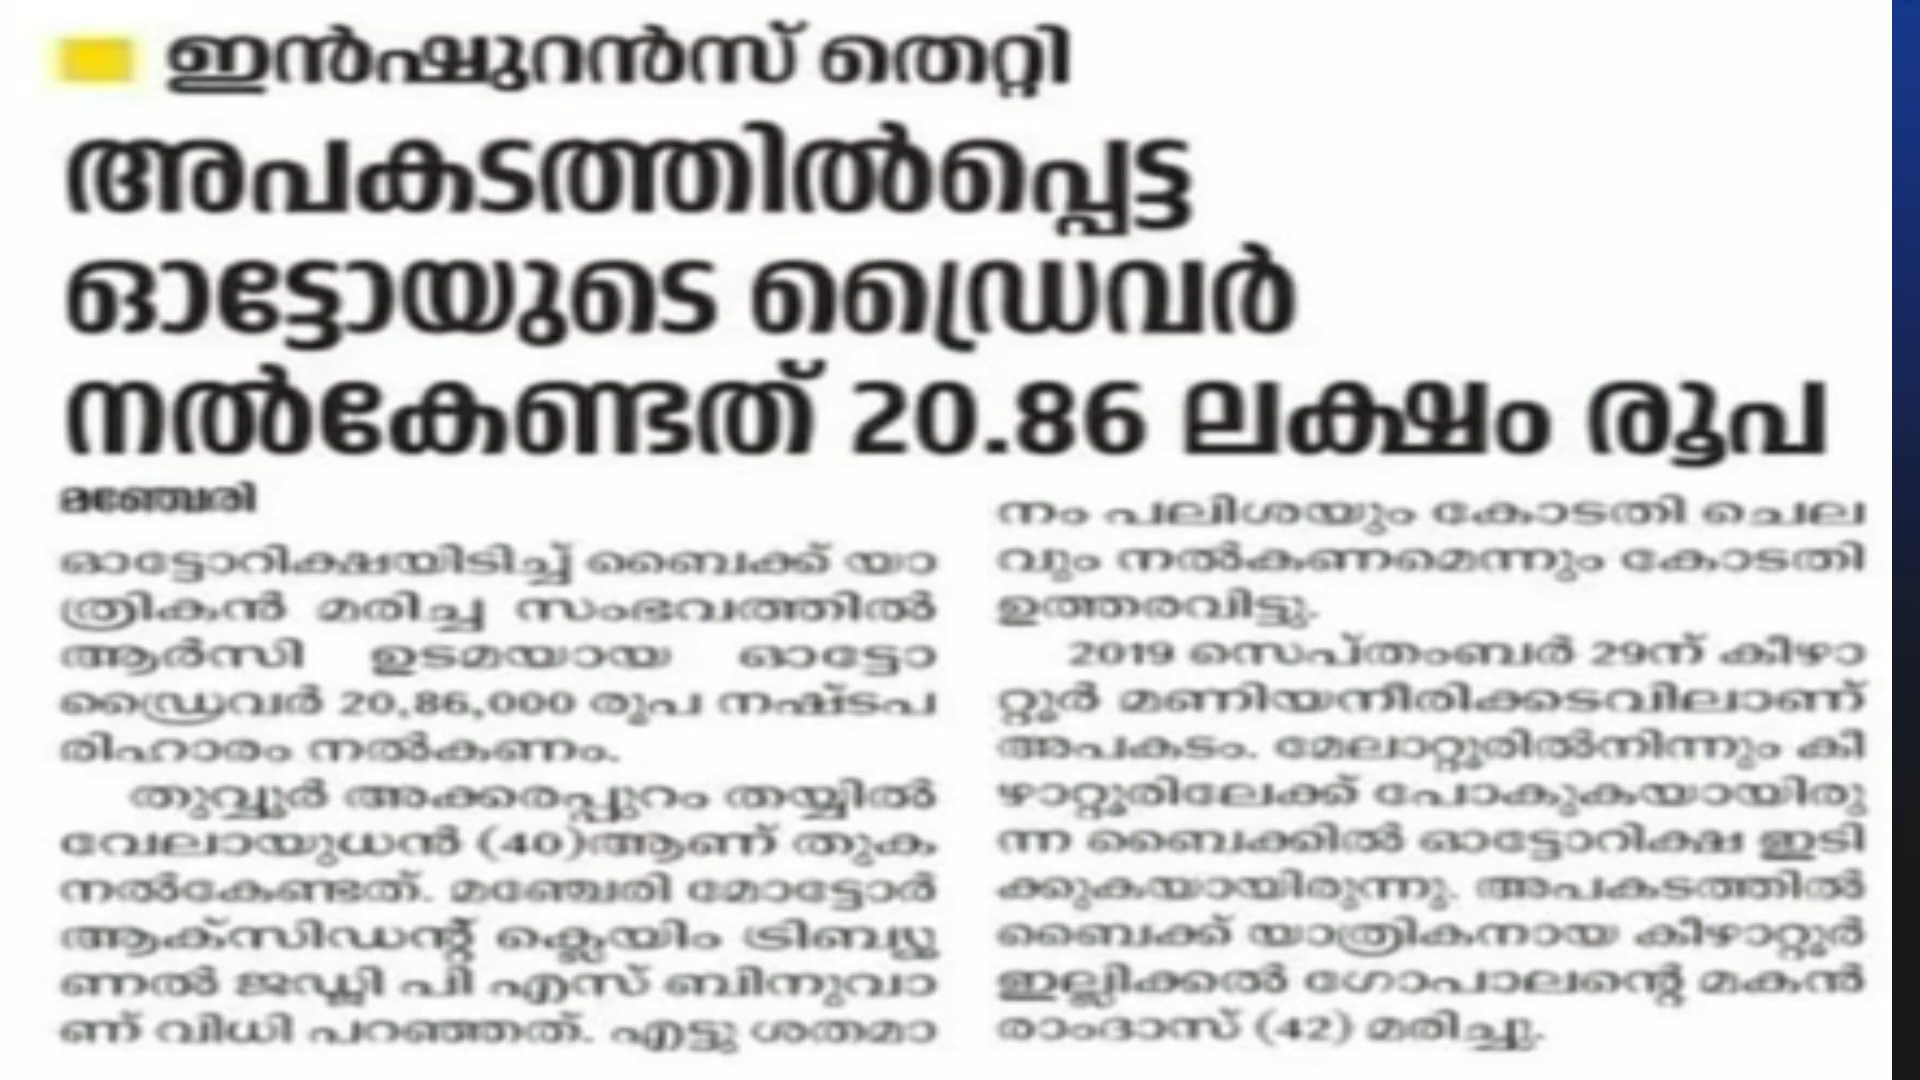 ഇൻഷുറൻസ് തെറ്റി
അപകടത്തിൽപ്പെട്ട
ഓട്ടോയുടെ ഡ്രൈവർ
നൽകേണ്ടത് 20.86 ലക്ഷം രൂപ
മഞ്ചേരി
ഓട്ടോറിക്ഷയിടിച്ച് ബൈക്ക് യാ
ത്രികൻ മരിച്ച സംഭവത്തിൽ
ആർസി ഉടമയായ ഓട്ടോ
ഡ്രൈവർ 20,86,000 രൂപ നഷ്ടപ
രിഹാരം നൽകണം.
തുവ്വൂർ അക്കരപ്പുറം തയ്യിൽ
വേലായുധൻ (40)ആണ് തുക
നൽകേണ്ടത്. മഞ്ചേരി മോട്ടോർ
ആക്സിഡന്റ് ക്ലെയിം ട്രിബ്യൂ
ണൽ ജഡ്ജി പി എസ് ബിനുവാ
ണ് വിധി പറഞ്ഞത്. എട്ടു ശതമാ
നം പലിശയും കോടതി ചെല
വും നൽകണമെന്നും കോടതി
ഉത്തരവിട്ടു.
2019 സെപ്തംബർ 29ന് കീഴാ
റ്റൂർ മണിയനീരിക്കടവിലാണ്
അപകടം. മേലാറ്റൂരിൽനിന്നും കീ
ഴാറ്റൂരിലേക്ക് പോകുകയായിരു
ന്ന ബൈക്കിൽ ഓട്ടോറിക്ഷ ഇടി
ക്കുകയായിരുന്നു. അപകടത്തിൽ
ബൈക്ക് യാത്രികനായ കീഴാറ്റൂർ
ഇല്ലിക്കൽ ഗോപാലന്റെ മകൻ
രാംദാസ് (42) മരിച്ചു.